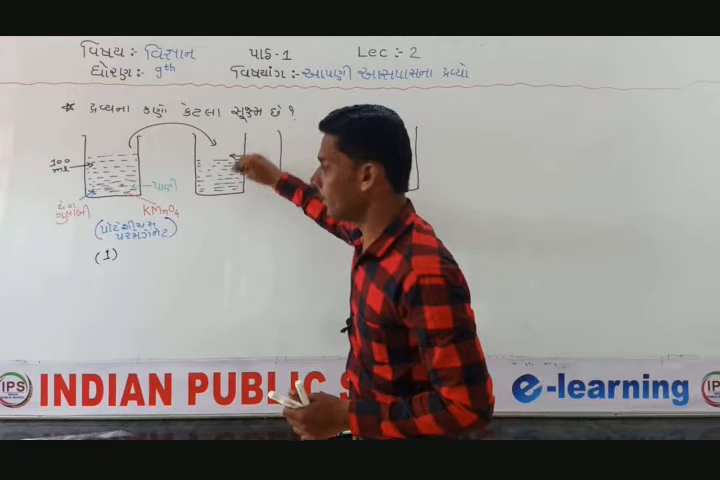 વિષય :- વિજ્ઞાન પાઠ-1 Lec :- 2
ધોરણ :- 9th વિષયાંગ :- આપણી આસપાસના દ્રવ્યો
* દ્રવ્યના કણો કેટલા સૂક્ષ્મ છે ?
100 ml
પાણી
ગુલાબી
KMnO4
(પોટેશીયમ
પરમેંગેનેટ)
(1)
IPS INDIAN PUBLIC S e-learning IPS